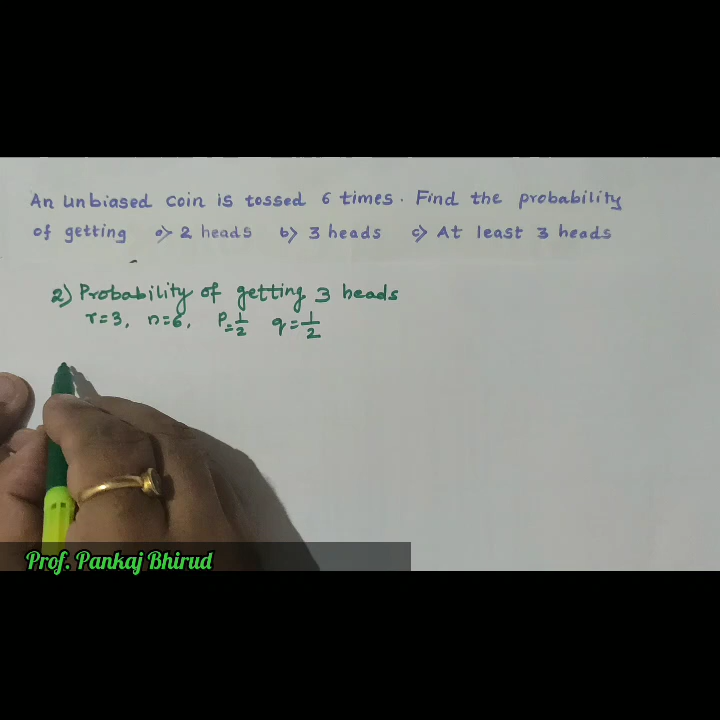 An unbiased coin is tossed 6 times. Find the probability
of getting a) 2 heads b) 3 heads c) At least 3 heads
2) Probability of getting 3 heads
r=3, n=6, P=1/2 q=1/2
Prof. Pankaj Bhirud